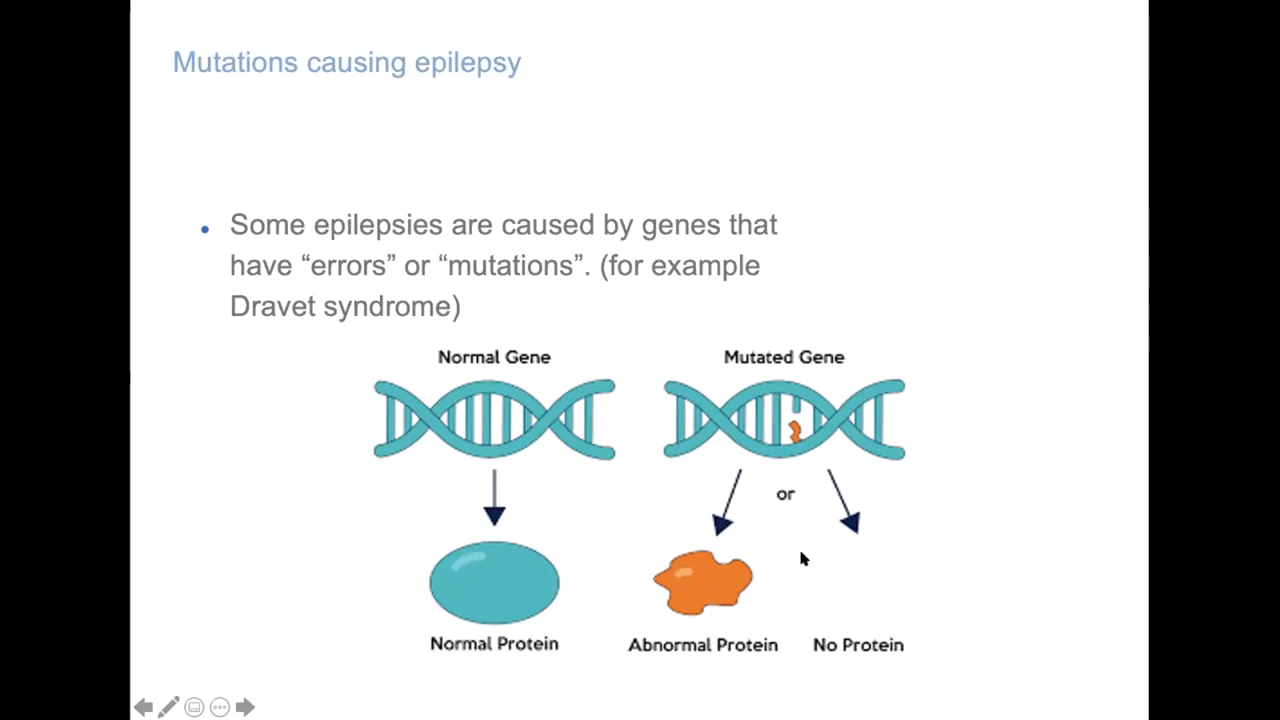 Mutations causing epilepsy
• Some epilepsies are caused by genes that
have “errors” or “mutations”. (for example
Dravet syndrome)
Normal Gene
Mutated Gene
or
Normal Protein
Abnormal Protein
No Protein